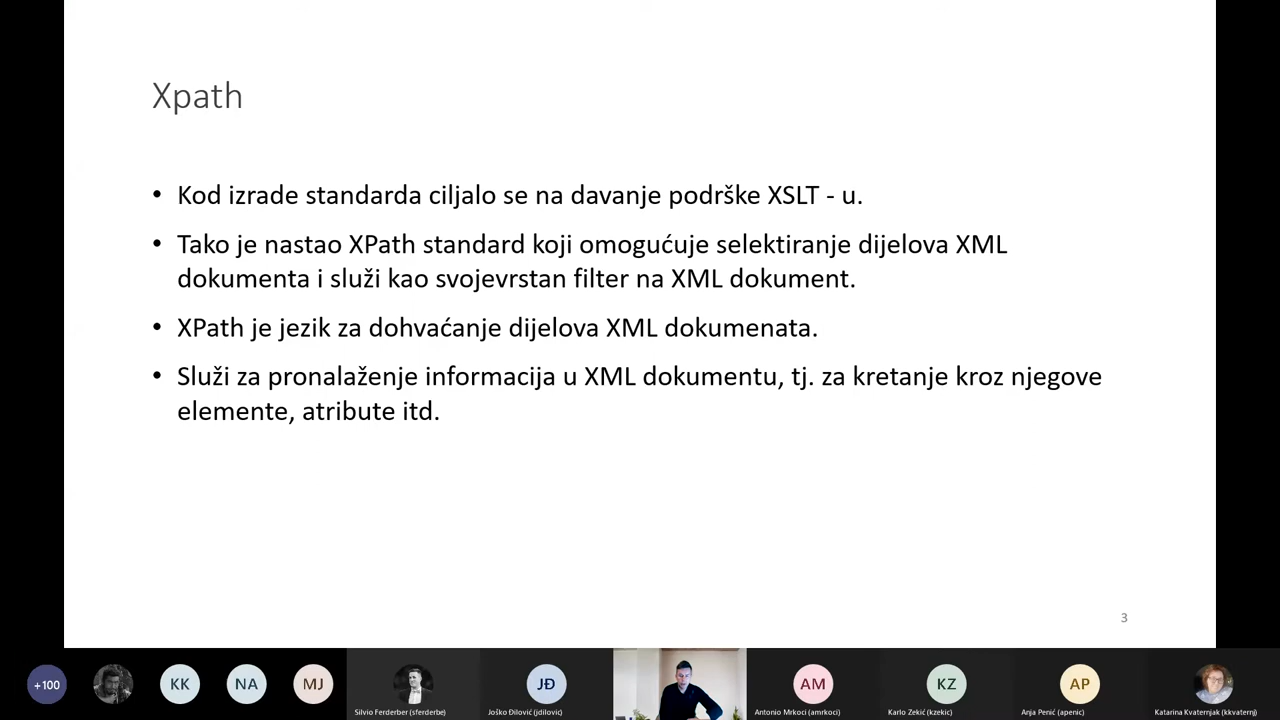 Xpath
• Kod izrade standarda ciljalo se na davanje podrške XSLT - u.
• Tako je nastao XPath standard koji omogućuje selektiranje dijelova XML
dokumenta i služi kao svojevrstan filter na XML dokument.
• XPath je jezik za dohvaćanje dijelova XML dokumenata.
• Služi za pronalaženje informacija u XML dokumentu, tj. za kretanje kroz njegove
elemente, atribute itd.
3
+100
KK
NA
MJ
JĐ
AM
KZ
AP
Silvio Ferderber (sferderbe)
Joško Đilović (jdilovic)
Antonio Mrkoci (amrkoci)
Karlo Zekić (kzekic)
Anja Penić (apenic)
Katarina Kvaternjak (kkvaternj)